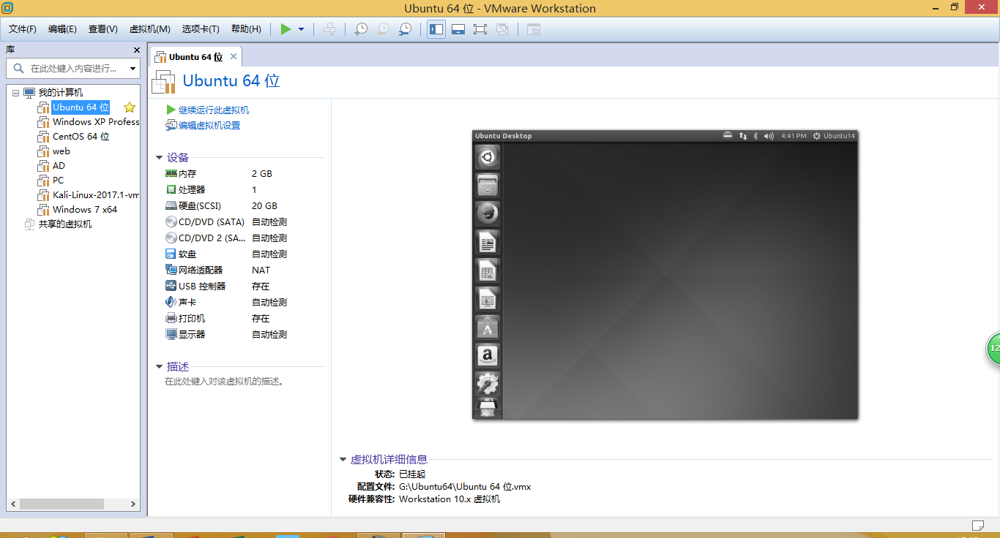 Ubuntu 64 位 - VMware Workstation
文件(F) 编辑(E) 查看(V) 虚拟机(M) 选项卡(T) 帮助(H)
库
在此处键入内容进行...
我的计算机
Ubuntu 64 位
Windows XP Profess
CentOS 64 位
web
AD
PC
Kali-Linux-2017.1-vm
Windows 7 x64
共享的虚拟机
Ubuntu 64 位
Ubuntu 64 位
继续运行此虚拟机
编辑虚拟机设置
设备
内存 2 GB
处理器 1
硬盘(SCSI) 20 GB
CD/DVD (SATA) 自动检测
CD/DVD 2 (SA... 自动检测
软盘 自动检测
网络适配器 NAT
USB 控制器 存在
声卡 自动检测
打印机 存在
显示器 自动检测
描述
在此处键入对该虚拟机的描述。
Ubuntu Desktop 4:41 PM Ubuntu14
虚拟机详细信息
状态: 已挂起
配置文件: G:\Ubuntu64\Ubuntu 64 位.vmx
硬件兼容性: Workstation 10.x 虚拟机